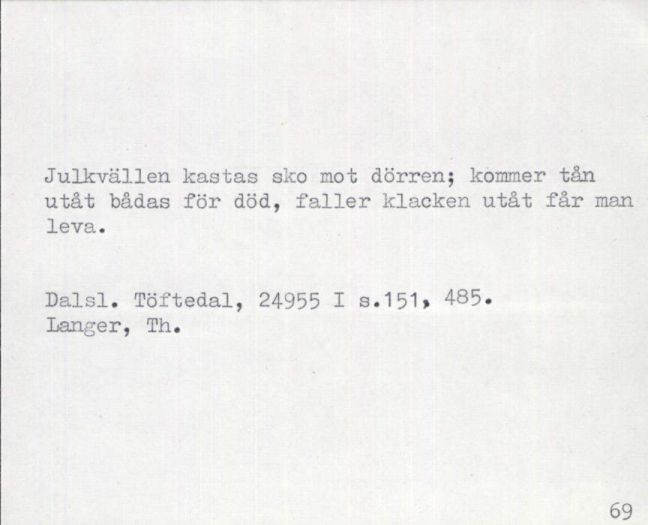 Julkvällen kastas sko mot dörren; kommer tån
utåt bådas för död, faller klacken utåt får man
leva.
Dalsl. Töftedal, 24955 I s.151, 485.
Langer, Th.
69